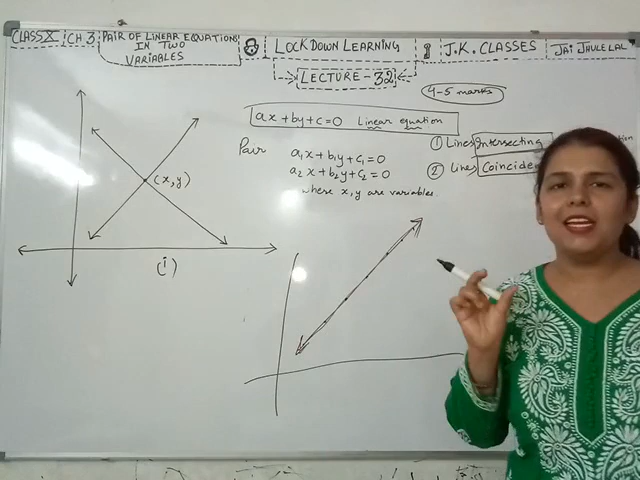 CLASS X
CH.3
PAIR OF LINEAR EQUATIONS
IN TWO
VARIABLES
LOCKDOWN LEARNING
J.K. CLASSES
JAI JHULELAL
LECTURE-32
4-5 marks
ax+by+c=0 Linear equation
Pair
a₁x+b₁y+c₁=0
a₂x+b₂y+c₂=0
where x,y are variables.
① Lines Intersecting
② Lines Coincide
(x,y)
(i)